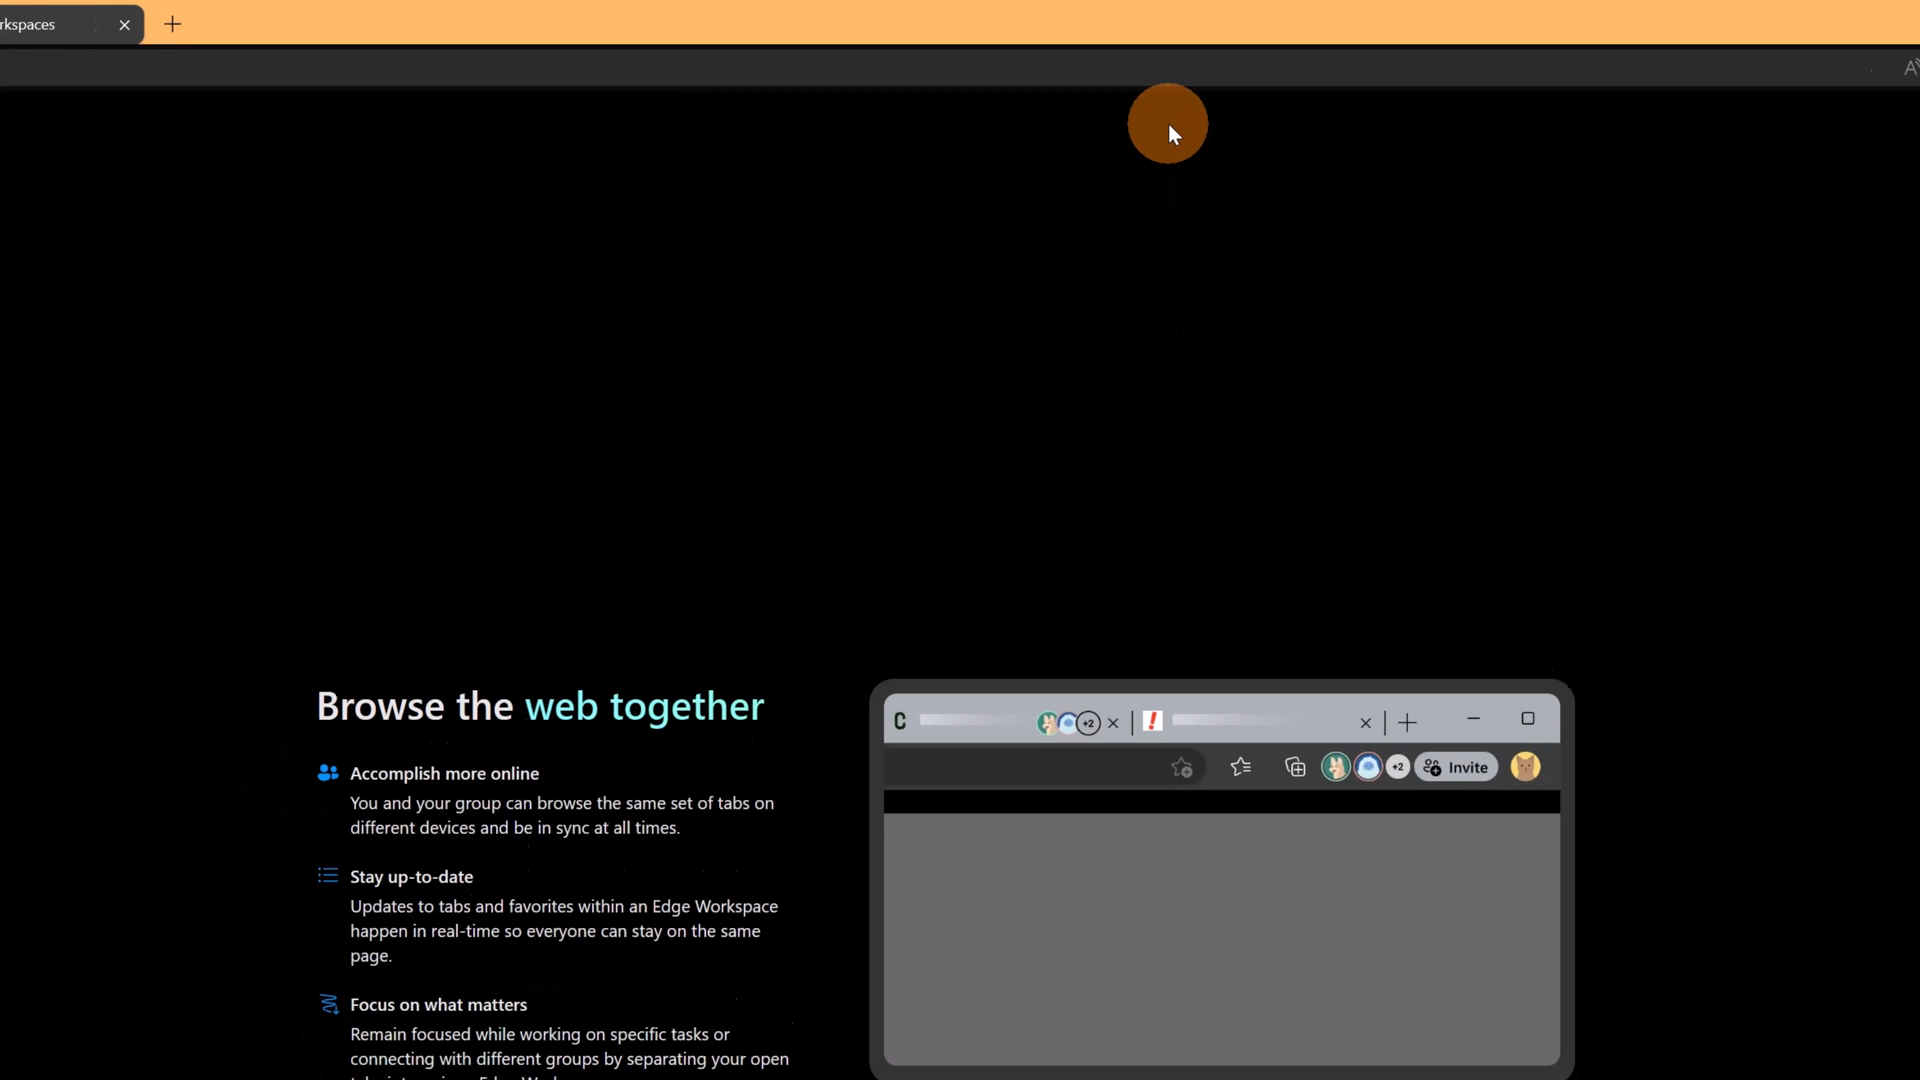 rkspaces
A
Browse the web together
C
+2
!
Accomplish more online
+2
Invite
You and your group can browse the same set of tabs on
different devices and be in sync at all times.
Stay up-to-date
Updates to tabs and favorites within an Edge Workspace
happen in real-time so everyone can stay on the same
page.
Focus on what matters
Remain focused while working on specific tasks or
connecting with different groups by separating your open